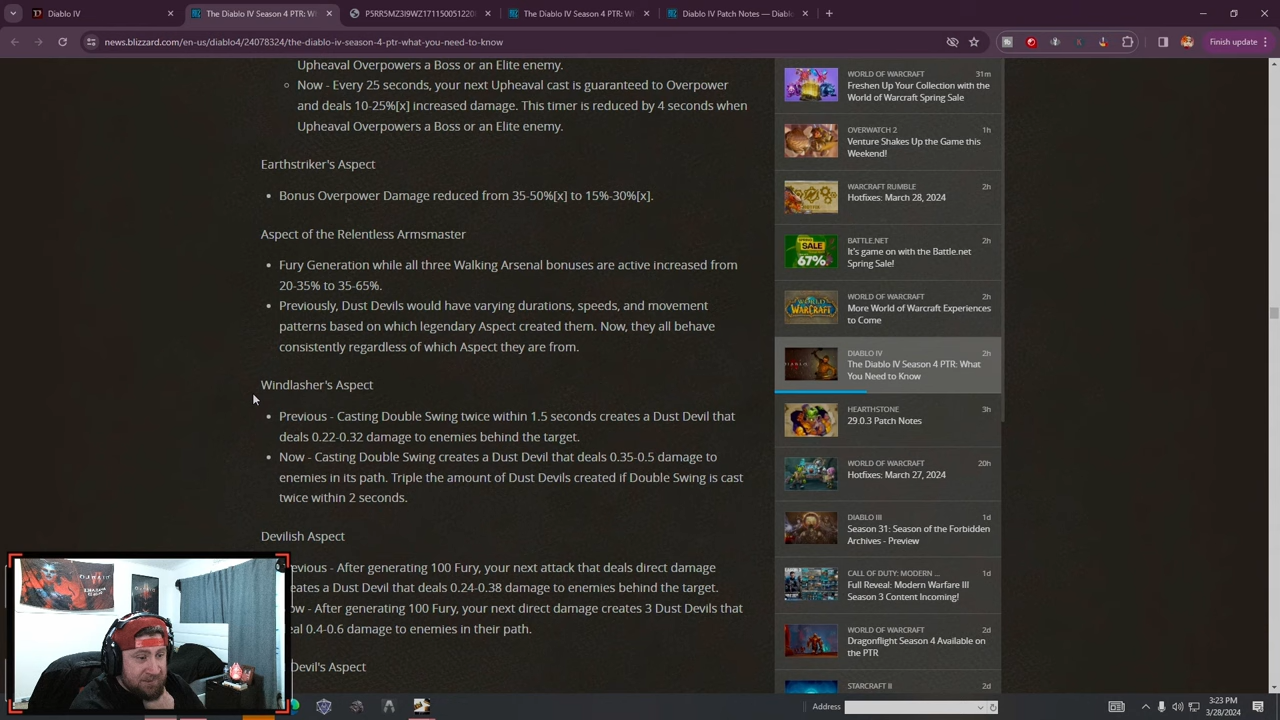 Diablo IV
The Diablo IV Season 4 PTR: W
P5RR5MZ3I9WZ171150051220
The Diablo IV Season 4 PTR: W
Diablo IV Patch Notes — Diablo
news.blizzard.com/en-us/diablo4/24078324/the-diablo-iv-season-4-ptr-what-you-need-to-know
Finish update
Upheaval Overpowers a Boss or an Elite enemy.
Now - Every 25 seconds, your next Upheaval cast is guaranteed to Overpower
and deals 10-25%[x] increased damage. This timer is reduced by 4 seconds when
Upheaval Overpowers a Boss or an Elite enemy.
Earthstriker's Aspect
Bonus Overpower Damage reduced from 35-50%[x] to 15%-30%[x].
Aspect of the Relentless Armsmaster
Fury Generation while all three Walking Arsenal bonuses are active increased from
20-35% to 35-65%.
Previously, Dust Devils would have varying durations, speeds, and movement
patterns based on which legendary Aspect created them. Now, they all behave
consistently regardless of which Aspect they are from.
Windlasher's Aspect
Previous - Casting Double Swing twice within 1.5 seconds creates a Dust Devil that
deals 0.22-0.32 damage to enemies behind the target.
Now - Casting Double Swing creates a Dust Devil that deals 0.35-0.5 damage to
enemies in its path. Triple the amount of Dust Devils created if Double Swing is cast
twice within 2 seconds.
Devilish Aspect
evious - After generating 100 Fury, your next attack that deals direct damage
eates a Dust Devil that deals 0.24-0.38 damage to enemies behind the target.
ow - After generating 100 Fury, your next direct damage creates 3 Dust Devils that
al 0.4-0.6 damage to enemies in their path.
Devil's Aspect
WORLD OF WARCRAFT 31m
Freshen Up Your Collection with the
World of Warcraft Spring Sale
OVERWATCH 2 1h
Venture Shakes Up the Game this
Weekend!
WARCRAFT RUMBLE 2h
Hotfixes: March 28, 2024
BATTLE.NET 2h
It's game on with the Battle.net
Spring Sale!
SALE
67%
WORLD OF WARCRAFT 2h
More World of Warcraft Experiences
to Come
DIABLO IV 2h
The Diablo IV Season 4 PTR: What
You Need to Know
HEARTHSTONE 3h
29.0.3 Patch Notes
WORLD OF WARCRAFT 20h
Hotfixes: March 27, 2024
DIABLO III 1d
Season 31: Season of the Forbidden
Archives - Preview
CALL OF DUTY: MODERN ... 1d
Full Reveal: Modern Warfare III
Season 3 Content Incoming!
WORLD OF WARCRAFT 2d
Dragonflight Season 4 Available on
the PTR
STARCRAFT II 2d
Address
3:23 PM
3/28/2024